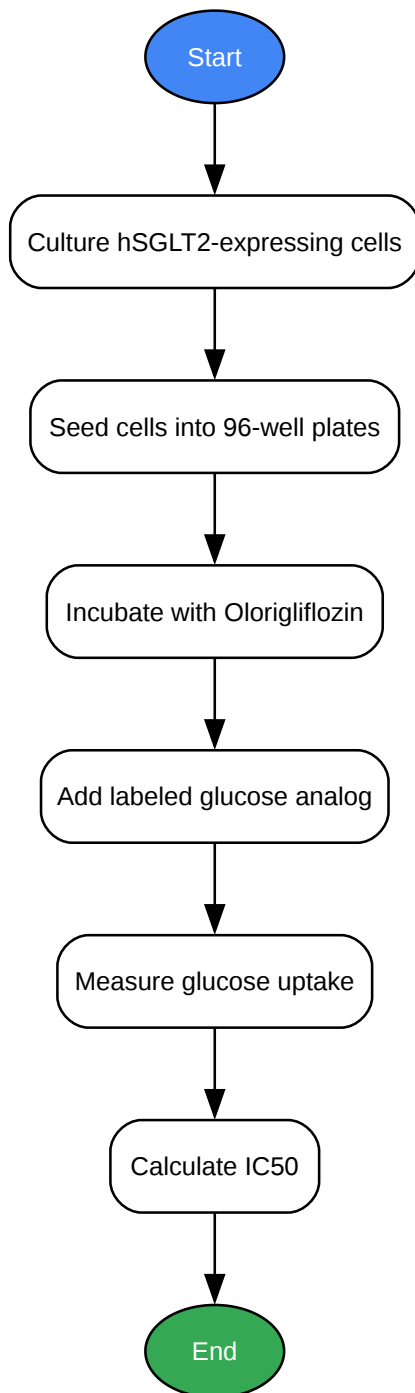 Start
Culture hSGLT2-expressing cells
Seed cells into 96-well plates
Incubate with Olorigliflozin
Add labeled glucose analog
Measure glucose uptake
Calculate IC50
End